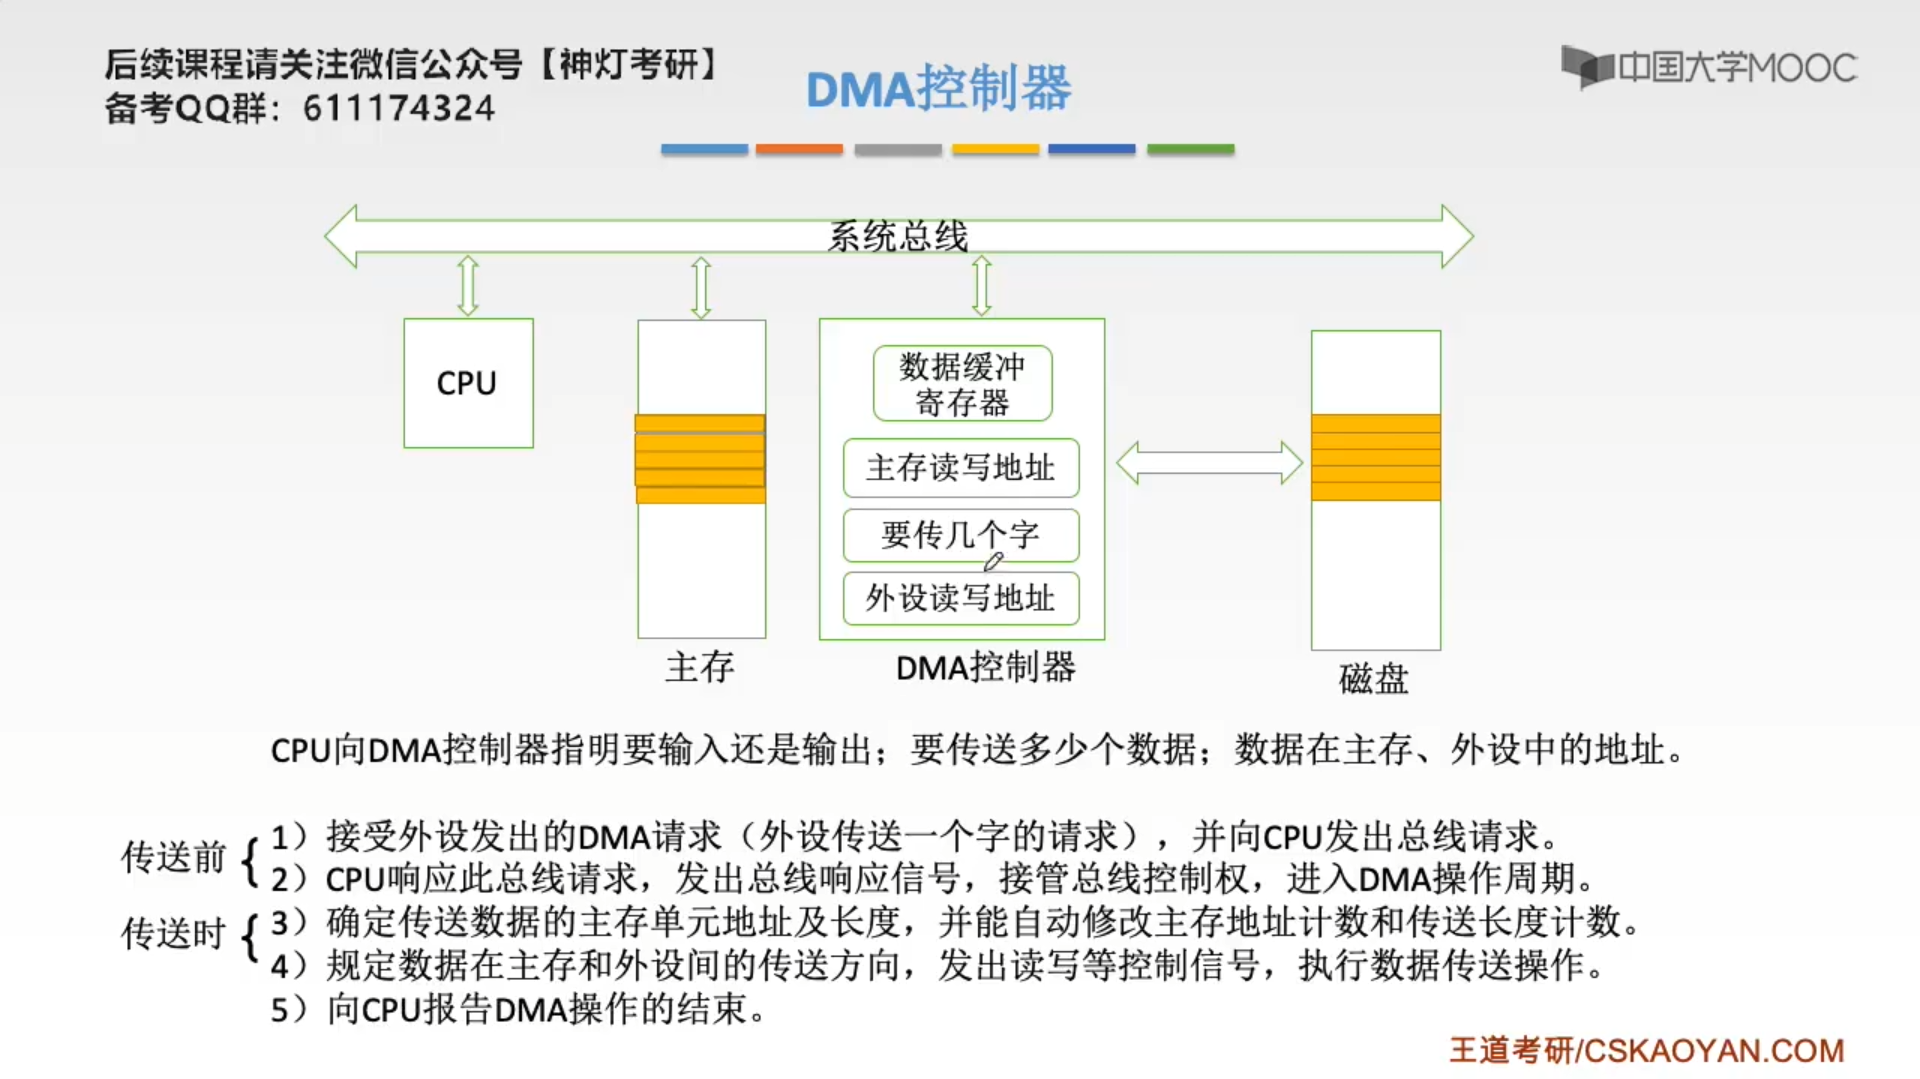 后续课程请关注微信公众号【神灯考研】
备考QQ群：611174324
DMA控制器
中国大学MOOC
系统总线
CPU
数据缓冲
寄存器
主存读写地址
要传几个字
外设读写地址
主存
DMA控制器
磁盘
CPU向DMA控制器指明要输入还是输出；要传送多少个数据；数据在主存、外设中的地址。
传送前
1）接受外设发出的DMA请求（外设传送一个字的请求），并向CPU发出总线请求。
2）CPU响应此总线请求，发出总线响应信号，接管总线控制权，进入DMA操作周期。
传送时
3）确定传送数据的主存单元地址及长度，并能自动修改主存地址计数和传送长度计数。
4）规定数据在主存和外设间的传送方向，发出读写等控制信号，执行数据传送操作。
5）向CPU报告DMA操作的结束。
王道考研/CSKAOYAN.COM